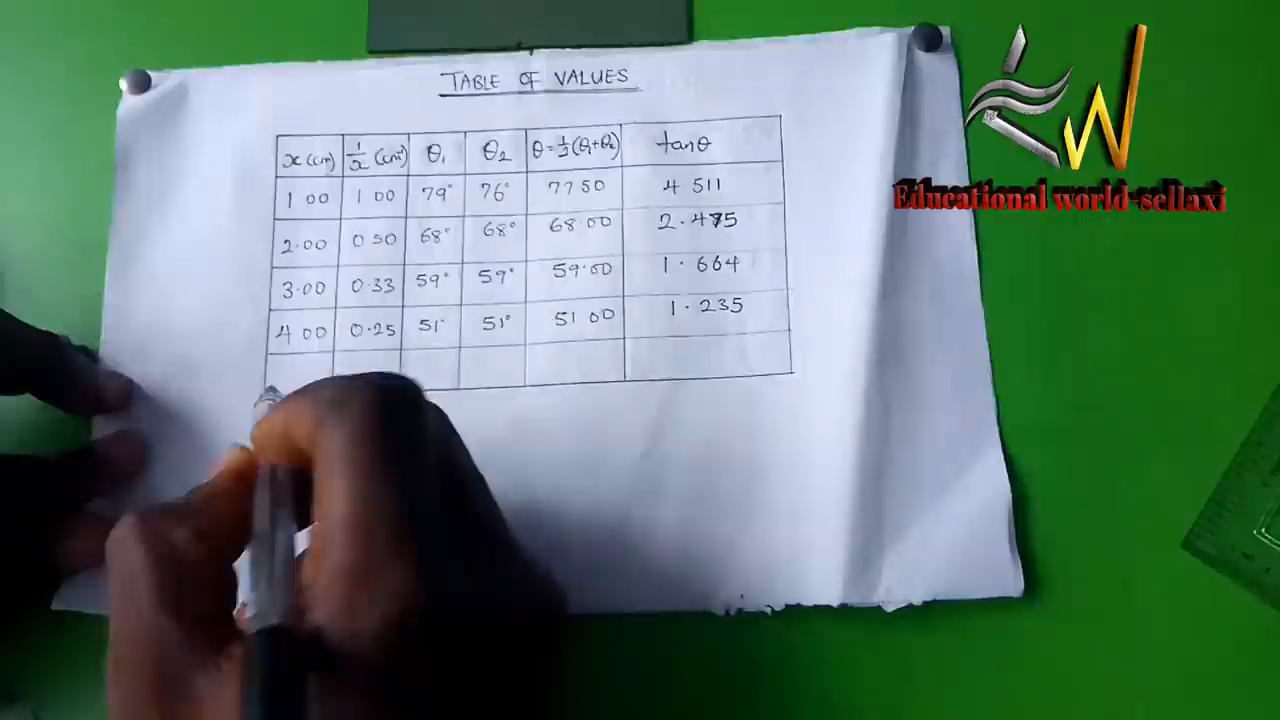 TABLE OF VALUES
x (cm) 1/x (cm⁻¹) θ₁ θ₂ θ=½(θ₁+θ₂) tanθ
1 00 1 00 79° 76° 77 50 4 511
2.00 0 50 68° 68° 68.00 2.475
3.00 0.33 59° 59° 59.00 1.664
4 00 0.25 51° 51° 51 00 1.235
EW
Educational world-sellaxi